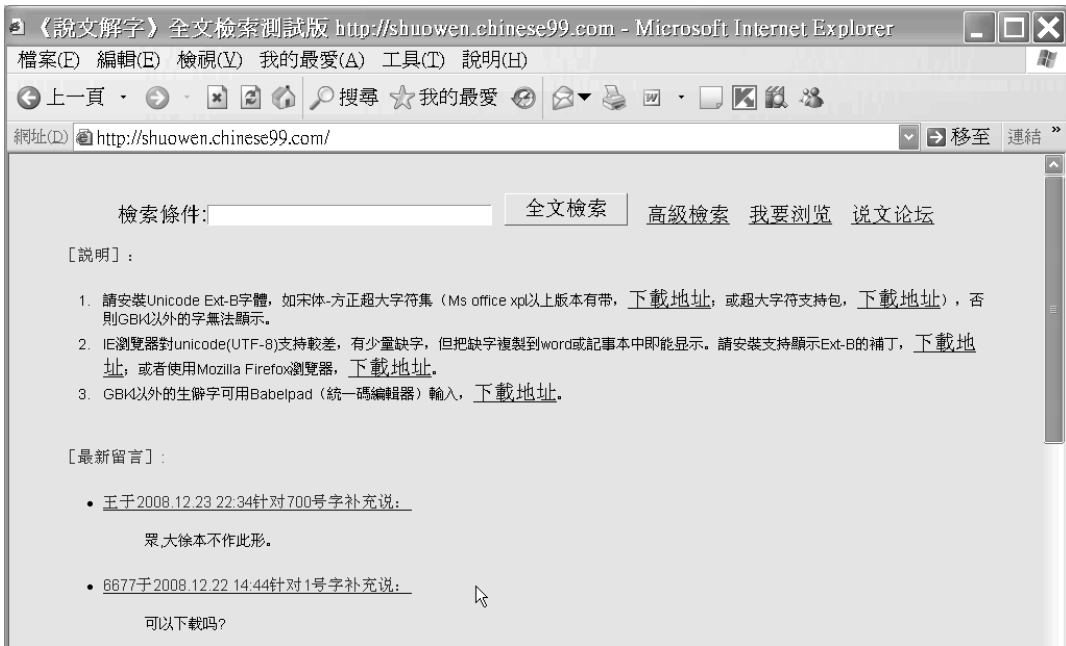 《說文解字》全文檢索測試版 http://shuowen.chinese99.com - Microsoft Internet Explorer
檔案(F) 編輯(E) 檢視(V) 我的最愛(A) 工具(T) 說明(H)
上一頁 搜尋 我的最愛
網址(D) http://shuowen.chinese99.com/ 移至 連結 »
檢索條件: 全文檢索 高級檢索 我要浏览 说文论坛
［説明］：
1. 請安裝Unicode Ext-B字體，如宋体-方正超大字符集（Ms office xp以上版本有带，下載地址；或超大字符支持包，下載地址），否
則GBK以外的字無法顯示。
2. IE瀏覽器對unicode(UTF-8)支持較差，有少量缺字，但把缺字複製到word或記事本中即能显示。請安裝支持顯示Ext-B的補丁，下載地
址；或者使用Mozilla Firefox瀏覽器，下載地址。
3. GBK以外的生僻字可用Babelpad（統一碼編輯器）輸入，下載地址。
［最新留言］:
• 王于2008.12.23 22:34针对700号字补充说：
眔,大徐本不作此形。
• 6677于2008.12.22 14:44针对1号字补充说：
可以下载吗?